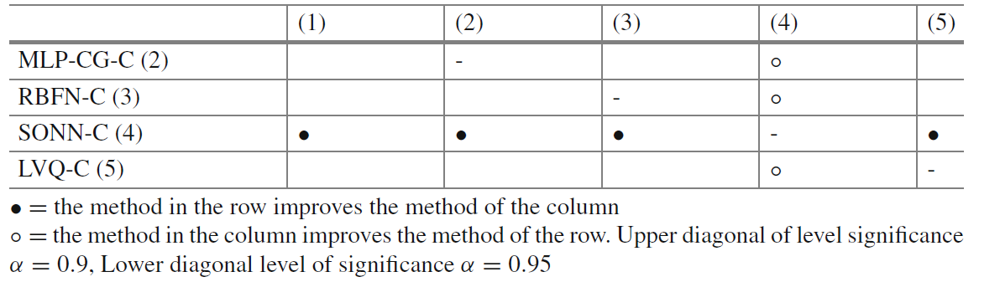 (1) (2) (3) (4) (5)
MLP-CG-C (2) - ∘
RBFN-C (3) - ∘
SONN-C (4) • • • - •
LVQ-C (5) ∘ -
• = the method in the row improves the method of the column
∘ = the method in the column improves the method of the row. Upper diagonal of level significance
α = 0.9, Lower diagonal level of significance α = 0.95